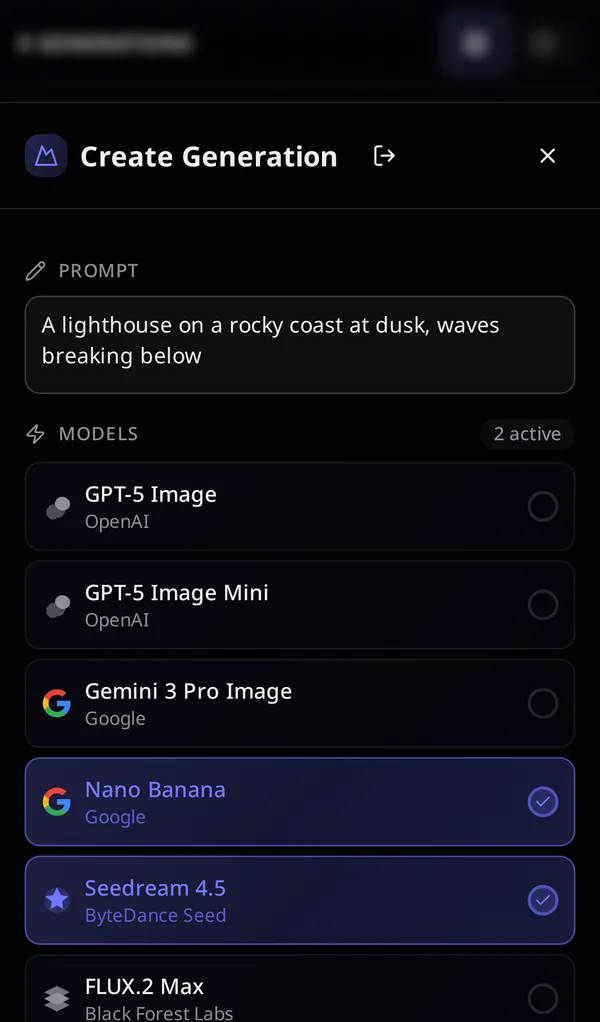 Create Generation
PROMPT
A lighthouse on a rocky coast at dusk, waves
breaking below
MODELS
2 active
GPT-5 Image
OpenAI
GPT-5 Image Mini
OpenAI
Gemini 3 Pro Image
Google
Nano Banana
Google
Seedream 4.5
ByteDance Seed
FLUX.2 Max
Black Forest Labs